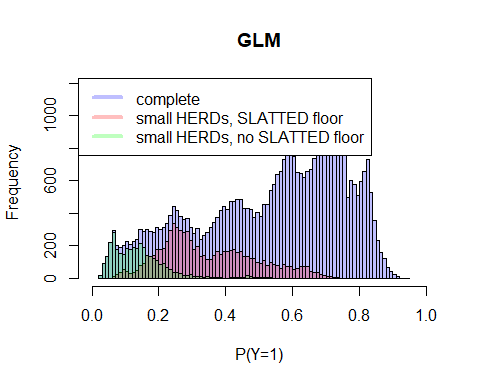 GLM
complete
small HERDs, SLATTED floor
small HERDs, no SLATTED floor
Frequency
1000
600
200
0
0.0 0.2 0.4 0.6 0.8 1.0
P(Y=1)